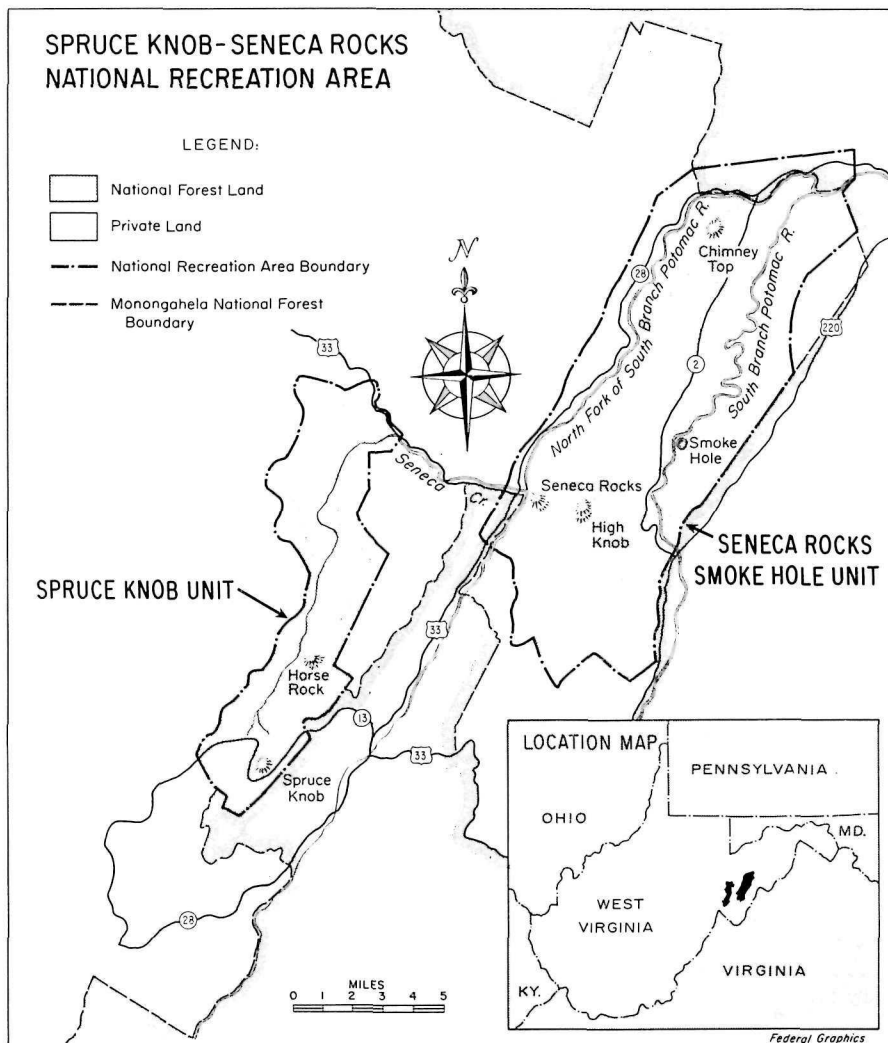 SPRUCE KNOB-SENECA ROCKS
NATIONAL RECREATION AREA
LEGEND:
National Forest Land
Private Land
National Recreation Area Boundary
Monongahela National Forest
Boundary
N
33
28
North Fork of South Branch Potomac R.
Chimney
Top
South Branch Potomac R.
220
2
Smoke
Hole
Seneca Cr.
Seneca Rocks
High
Knob
SENECA ROCKS
SMOKE HOLE UNIT
SPRUCE KNOB UNIT
33
Horse
Rock
13
33
Spruce
Knob
28
MILES
0 1 2 3 4 5
LOCATION MAP
PENNSYLVANIA
OHIO
MD.
WEST
VIRGINIA
VIRGINIA
KY.
Federal Graphics